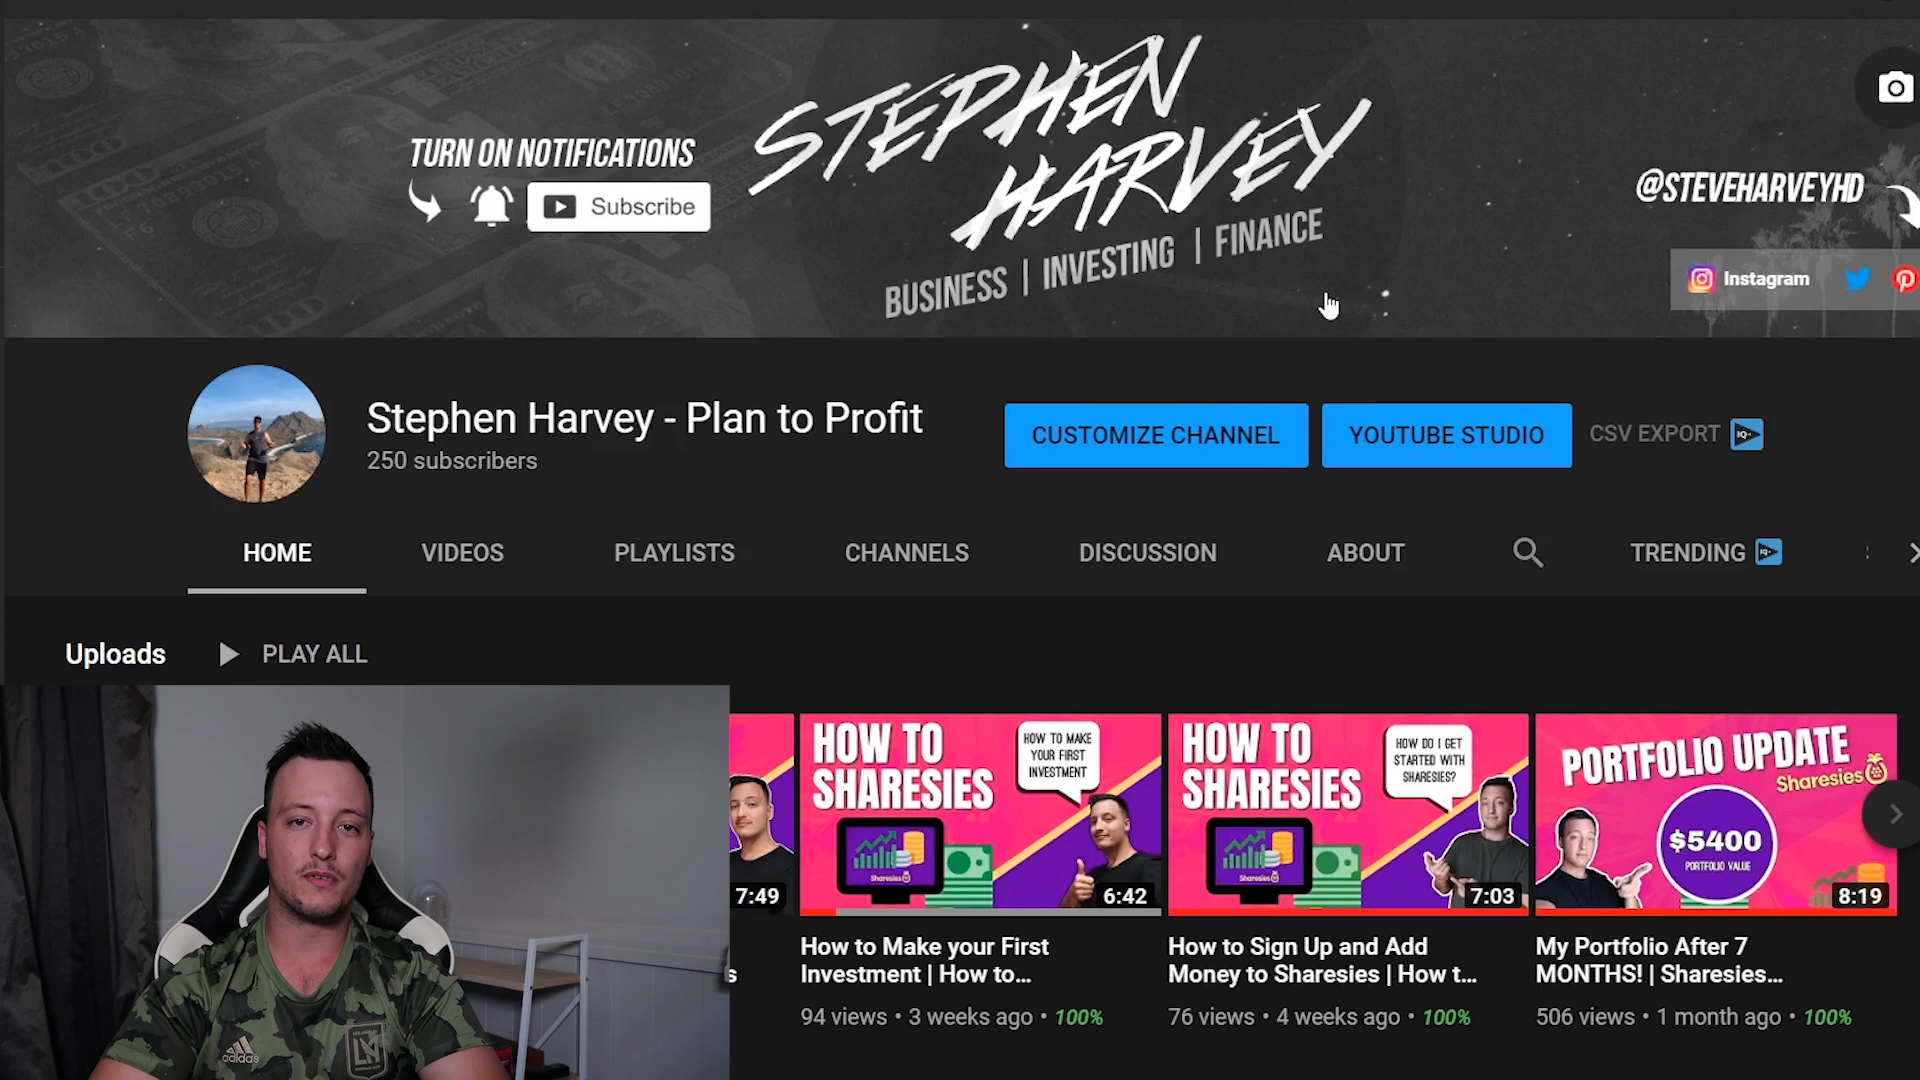 STEPHEN
HARVEY
BUSINESS | INVESTING | FINANCE
TURN ON NOTIFICATIONS
Subscribe
@STEVEHARVEYHD
Instagram
Stephen Harvey - Plan to Profit
250 subscribers
CUSTOMIZE CHANNEL
YOUTUBE STUDIO
CSV EXPORT
HOME
VIDEOS
PLAYLISTS
CHANNELS
DISCUSSION
ABOUT
TRENDING
Uploads
PLAY ALL
7:49
HOW TO
SHARESIES
HOW TO MAKE
YOUR FIRST
INVESTMENT
Sharesies
6:42
How to Make your First
Investment | How to...
94 views • 3 weeks ago • 100%
HOW TO
SHARESIES
HOW DO I GET
STARTED WITH
SHARESIES?
Sharesies
7:03
How to Sign Up and Add
Money to Sharesies | How t...
76 views • 4 weeks ago • 100%
PORTFOLIO UPDATE
Sharesies
$5400
PORTFOLIO VALUE
8:19
My Portfolio After 7
MONTHS! | Sharesies...
506 views • 1 month ago • 100%
adidas